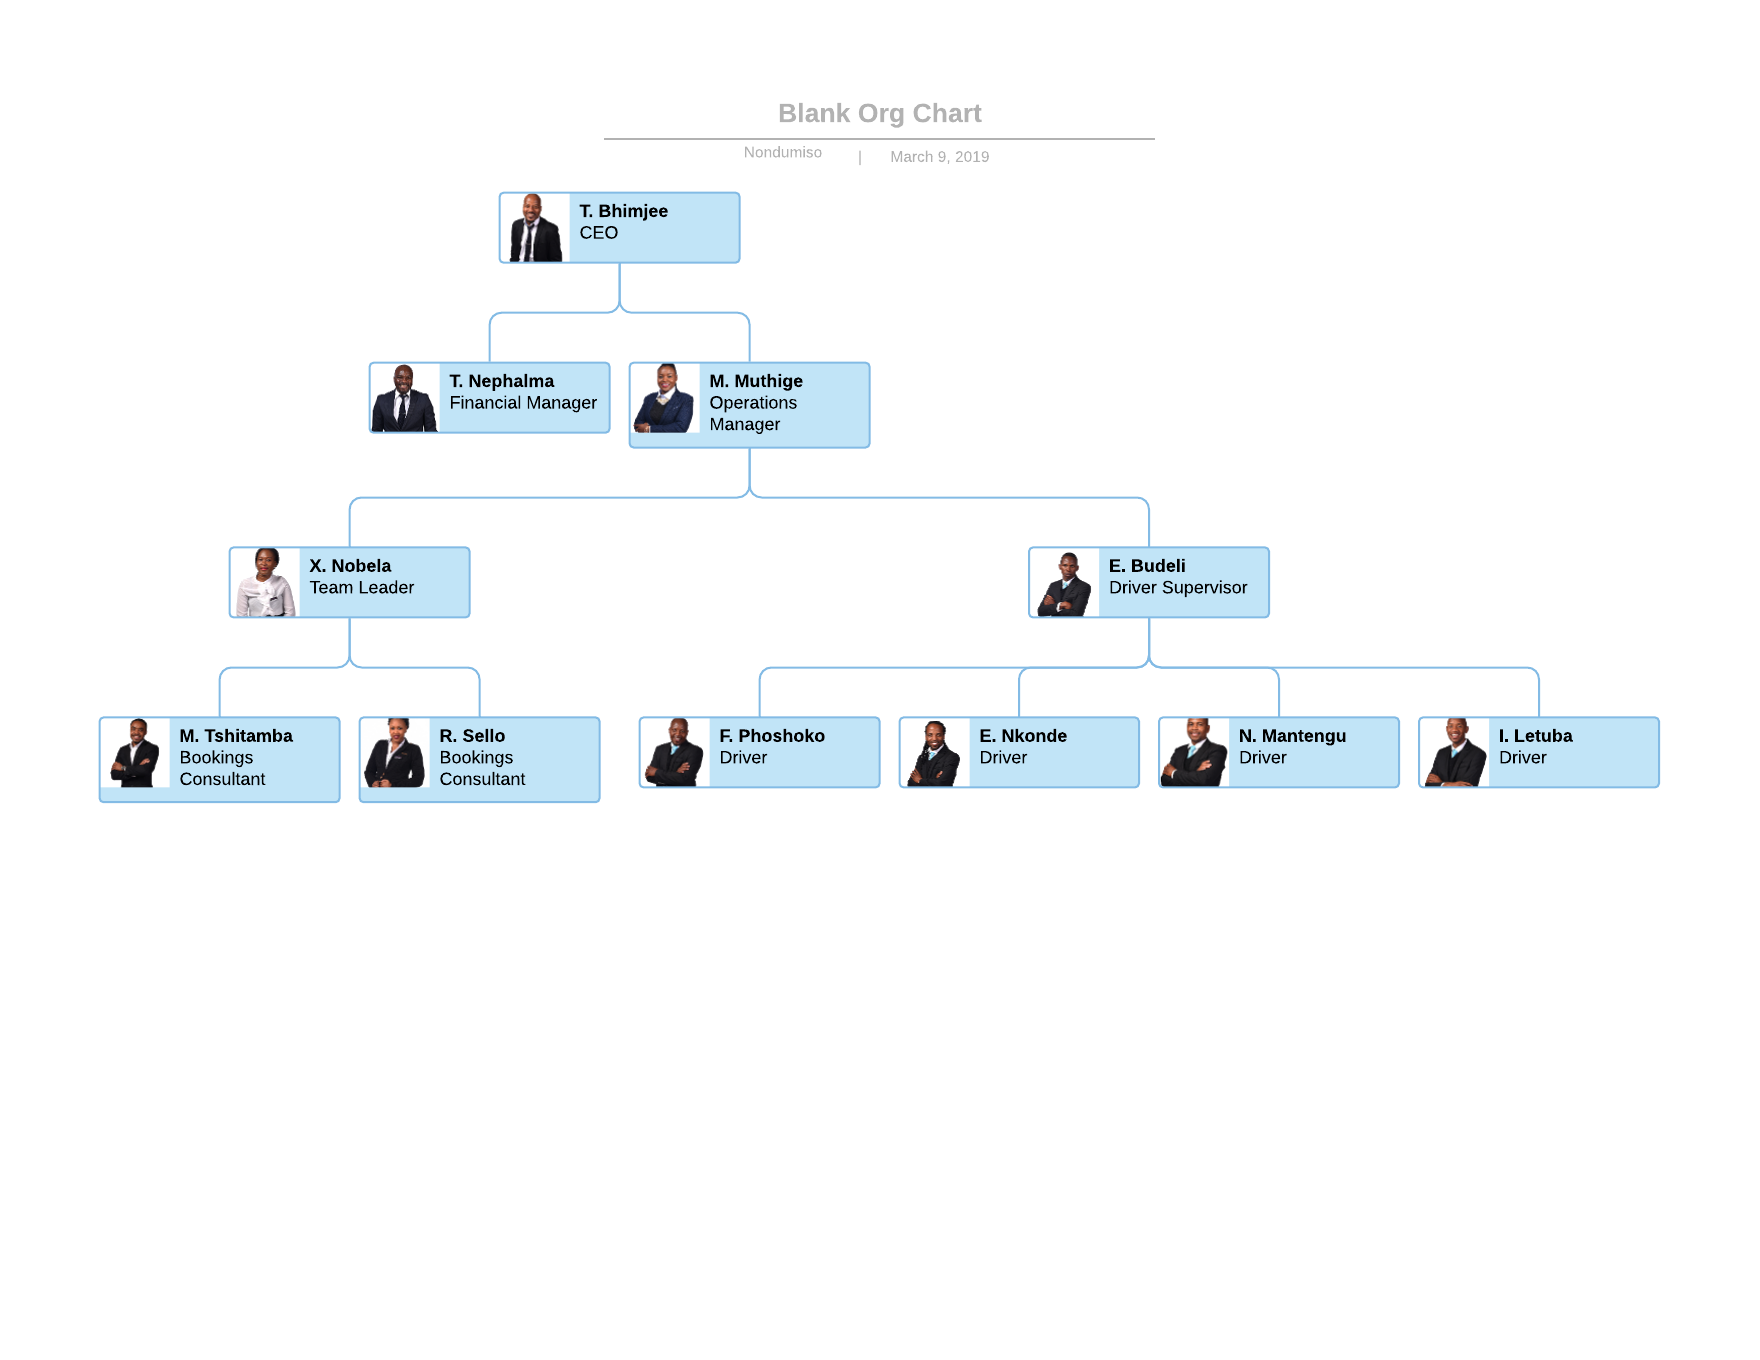 Blank Org Chart
Nondumiso | March 9, 2019
T. Bhimjee
CEO
T. Nephalma
Financial Manager
M. Muthige
Operations
Manager
X. Nobela
Team Leader
E. Budeli
Driver Supervisor
M. Tshitamba
Bookings
Consultant
R. Sello
Bookings
Consultant
F. Phoshoko
Driver
E. Nkonde
Driver
N. Mantengu
Driver
I. Letuba
Driver